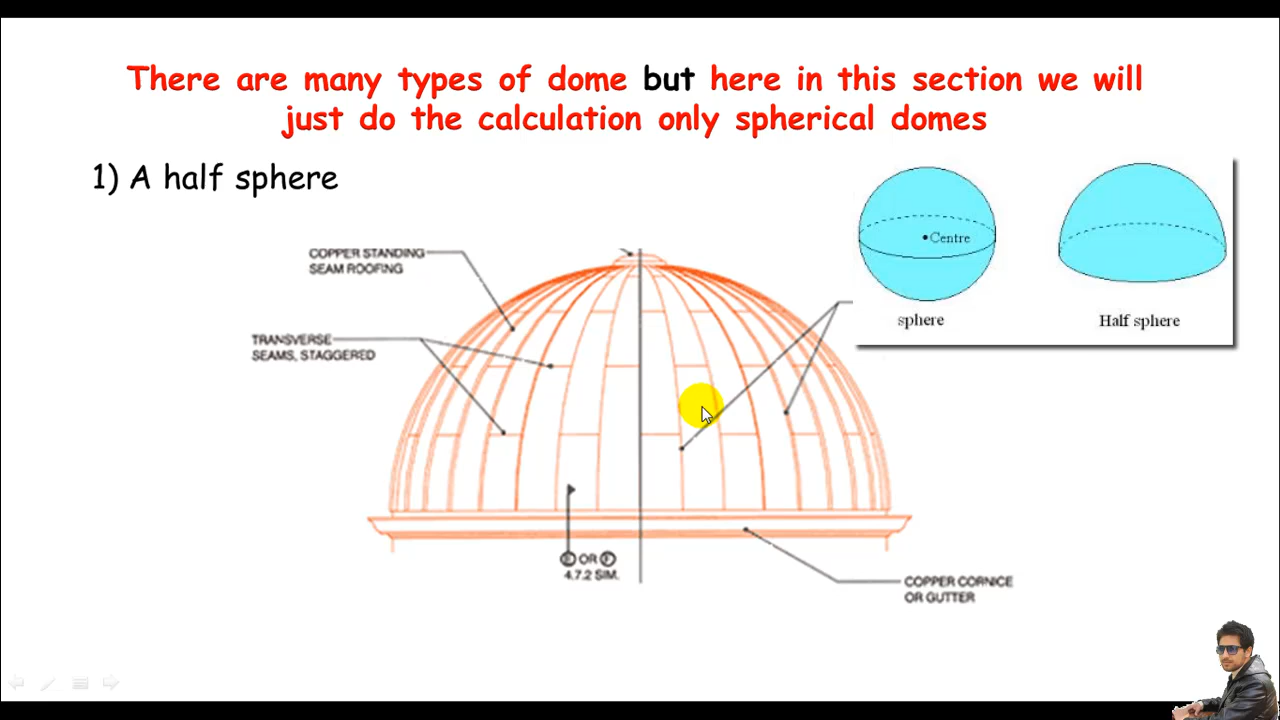 There are many types of dome but here in this section we will
just do the calculation only spherical domes
1) A half sphere
Centre
sphere
Half sphere
COPPER STANDING
SEAM ROOFING
TRANSVERSE
SEAMS, STAGGERED
OR
4.7.2 SIM.
COPPER CORNICE
OR GUTTER